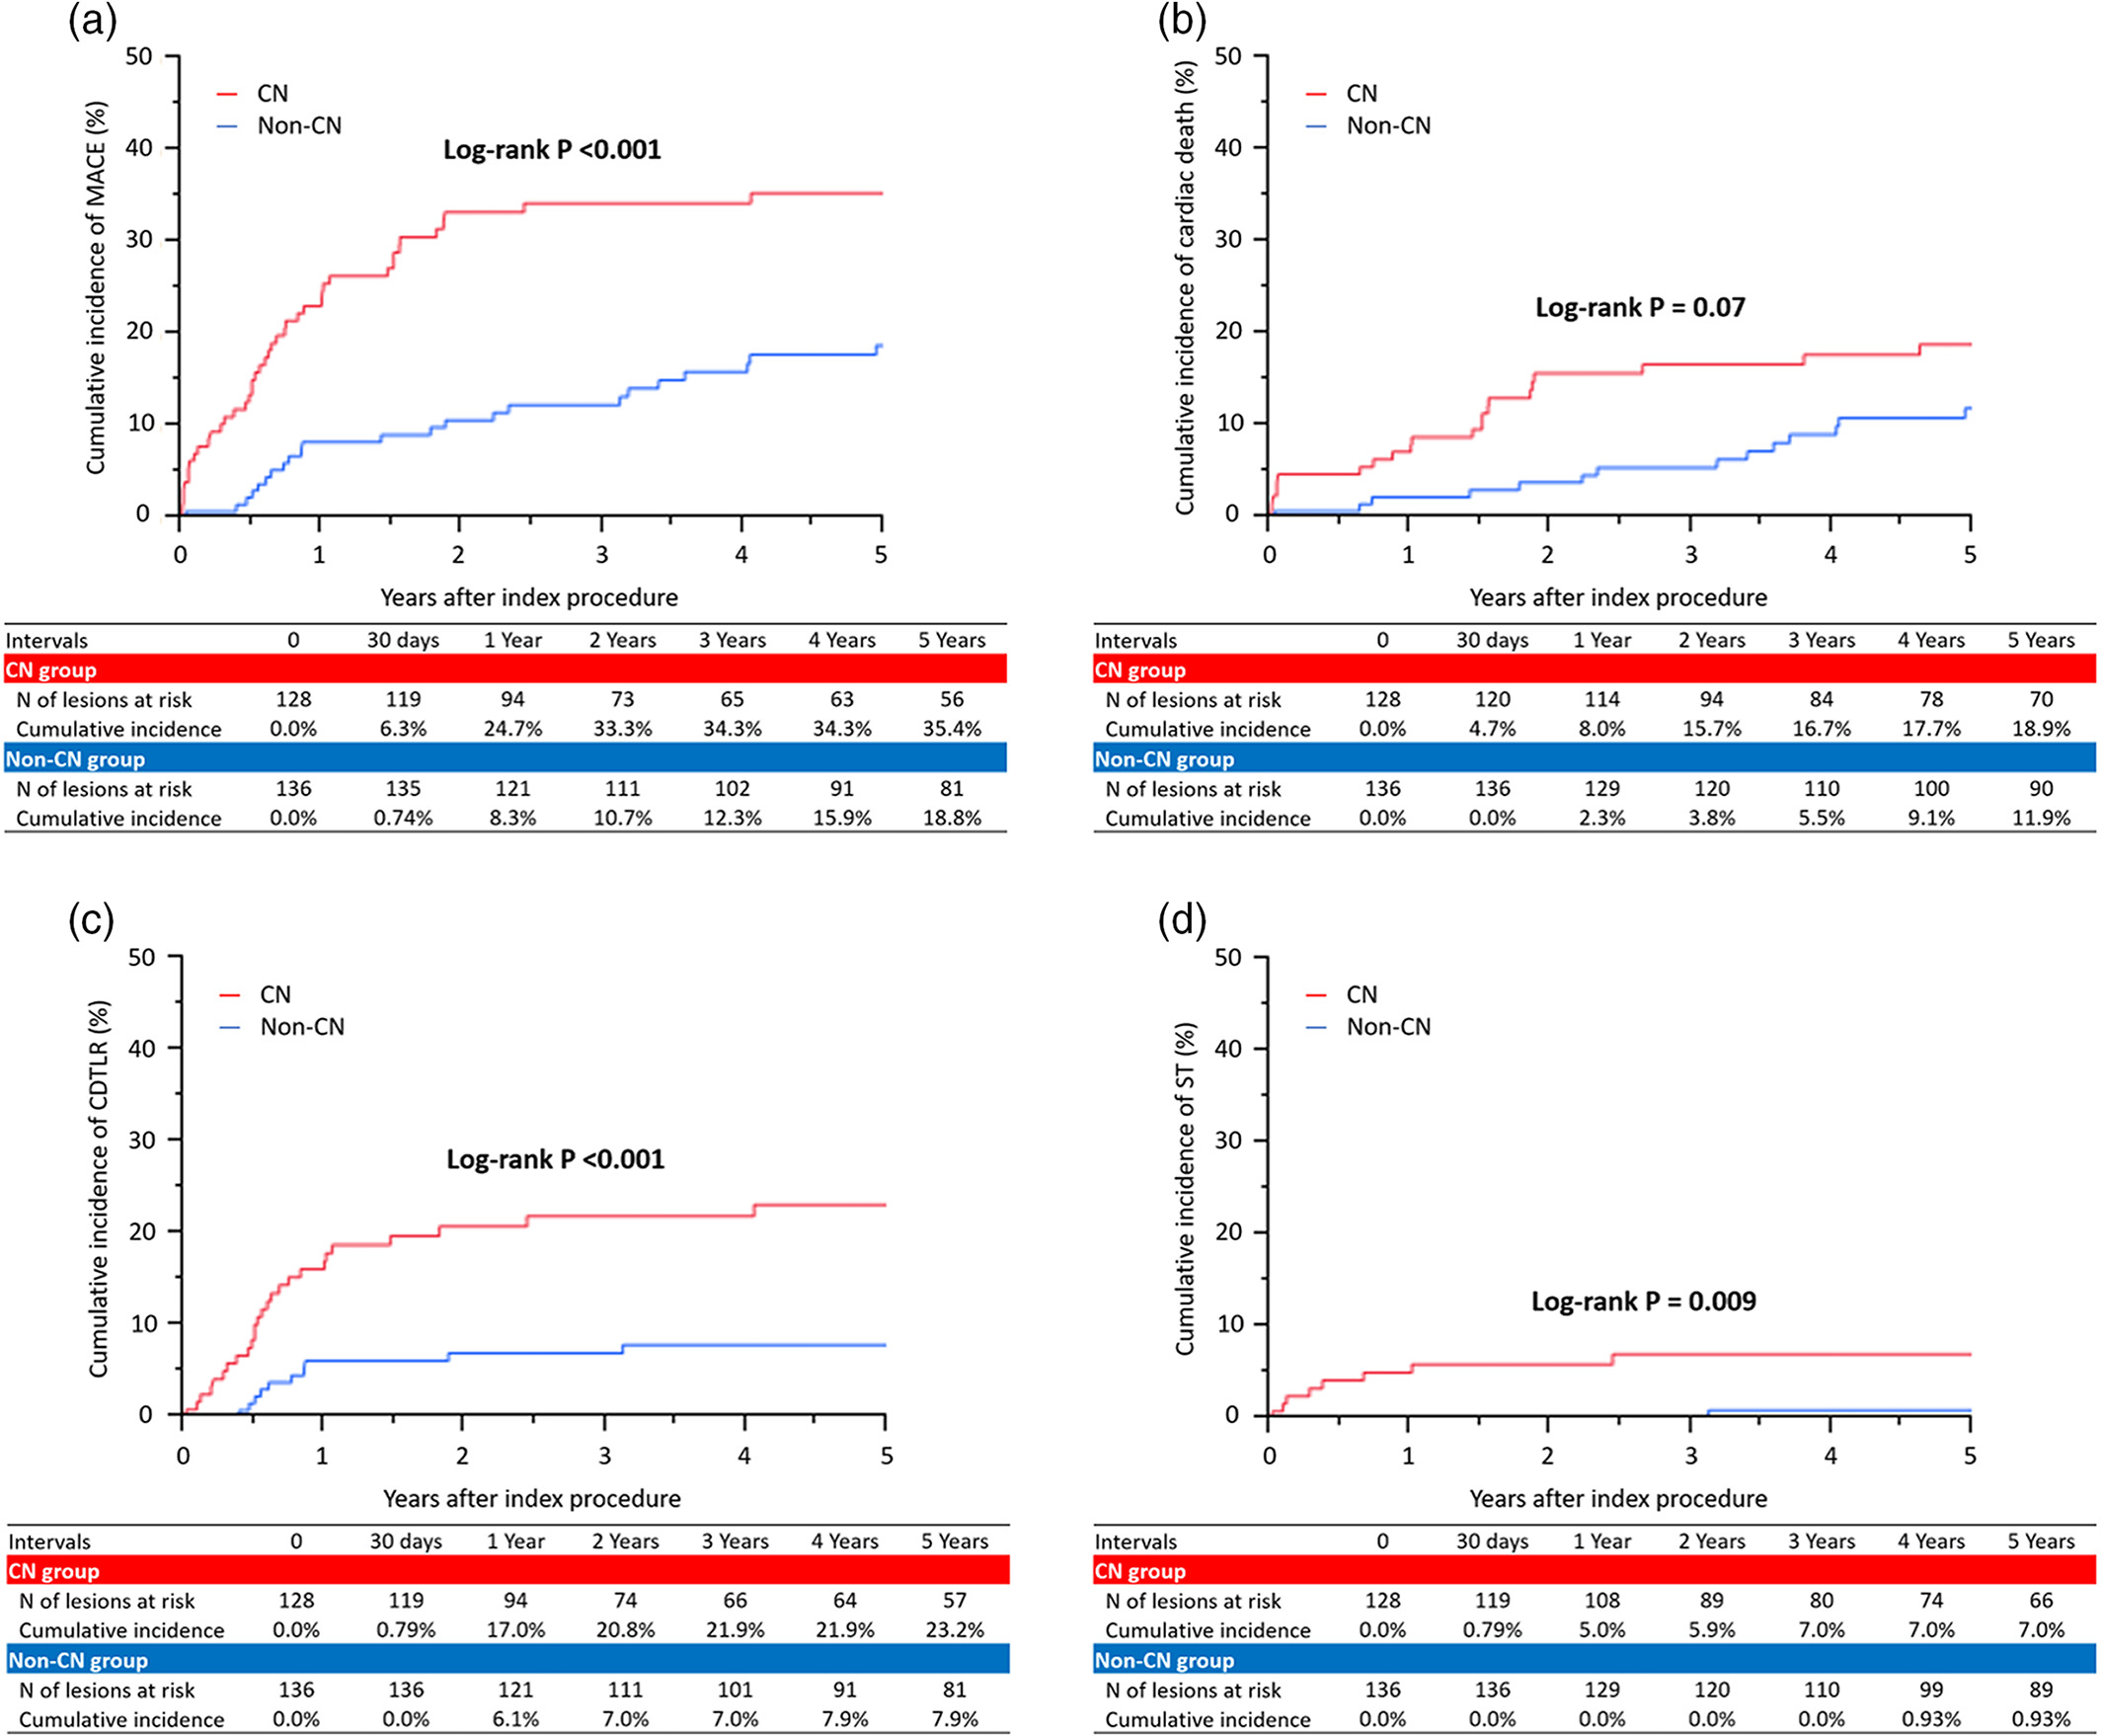 (a)
Cumulative incidence of MACE (%)
50
40
30
20
10
0
CN
Non-CN
Log-rank P <0.001
0 1 2 3 4 5
Years after index procedure
Intervals 0 30 days 1 Year 2 Years 3 Years 4 Years 5 Years
CN group
N of lesions at risk 128 119 94 73 65 63 56
Cumulative incidence 0.0% 6.3% 24.7% 33.3% 34.3% 34.3% 35.4%
Non-CN group
N of lesions at risk 136 135 121 111 102 91 81
Cumulative incidence 0.0% 0.74% 8.3% 10.7% 12.3% 15.9% 18.8%
(b)
Cumulative incidence of cardiac death (%)
50
40
30
20
10
0
CN
Non-CN
Log-rank P = 0.07
0 1 2 3 4 5
Years after index procedure
Intervals 0 30 days 1 Year 2 Years 3 Years 4 Years 5 Years
CN group
N of lesions at risk 128 120 114 94 84 78 70
Cumulative incidence 0.0% 4.7% 8.0% 15.7% 16.7% 17.7% 18.9%
Non-CN group
N of lesions at risk 136 136 129 120 110 100 90
Cumulative incidence 0.0% 0.0% 2.3% 3.8% 5.5% 9.1% 11.9%
(c)
Cumulative incidence of CDTLR (%)
50
40
30
20
10
0
CN
Non-CN
Log-rank P <0.001
0 1 2 3 4 5
Years after index procedure
Intervals 0 30 days 1 Year 2 Years 3 Years 4 Years 5 Years
CN group
N of lesions at risk 128 119 94 74 66 64 57
Cumulative incidence 0.0% 0.79% 17.0% 20.8% 21.9% 21.9% 23.2%
Non-CN group
N of lesions at risk 136 136 121 111 101 91 81
Cumulative incidence 0.0% 0.0% 6.1% 7.0% 7.0% 7.9% 7.9%
(d)
Cumulative incidence of ST (%)
50
40
30
20
10
0
CN
Non-CN
Log-rank P = 0.009
0 1 2 3 4 5
Years after index procedure
Intervals 0 30 days 1 Year 2 Years 3 Years 4 Years 5 Years
CN group
N of lesions at risk 128 119 108 89 80 74 66
Cumulative incidence 0.0% 0.79% 5.0% 5.9% 7.0% 7.0% 7.0%
Non-CN group
N of lesions at risk 136 136 129 120 110 99 89
Cumulative incidence 0.0% 0.0% 0.0% 0.0% 0.0% 0.93% 0.93%